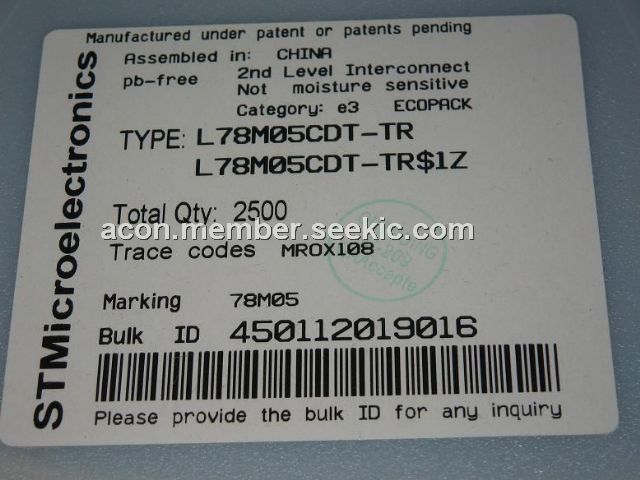 Manufactured under patent or patents pending
Assembled in: CHINA
pb-free 2nd Level Interconnect
Not moisture sensitive
Category: e3 ECOPACK
TYPE: L78M05CDT-TR
L78M05CDT-TR$1Z
Total Qty: 2500
acon.member.seekic.com
Trace codes MROX108
Marking 78M05
Bulk ID 450112019016
Please provide the bulk ID for any inquiry
STMicroelectronics